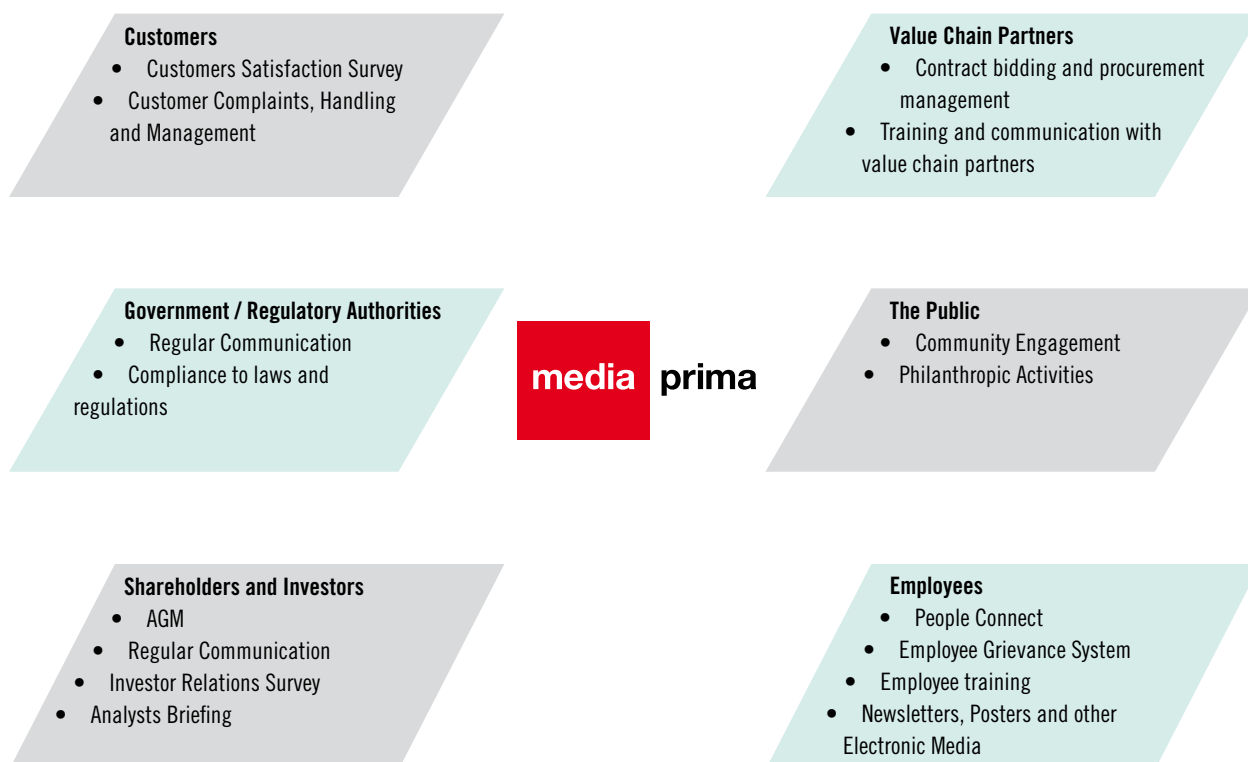 Customers
• Customers Satisfaction Survey
• Customer Complaints, Handling
and Management
Value Chain Partners
• Contract bidding and procurement
management
• Training and communication with
value chain partners
Government / Regulatory Authorities
• Regular Communication
• Compliance to laws and
regulations
media prima
The Public
• Community Engagement
• Philanthropic Activities
Shareholders and Investors
• AGM
• Regular Communication
• Investor Relations Survey
• Analysts Briefing
Employees
• People Connect
• Employee Grievance System
• Employee training
• Newsletters, Posters and other
Electronic Media